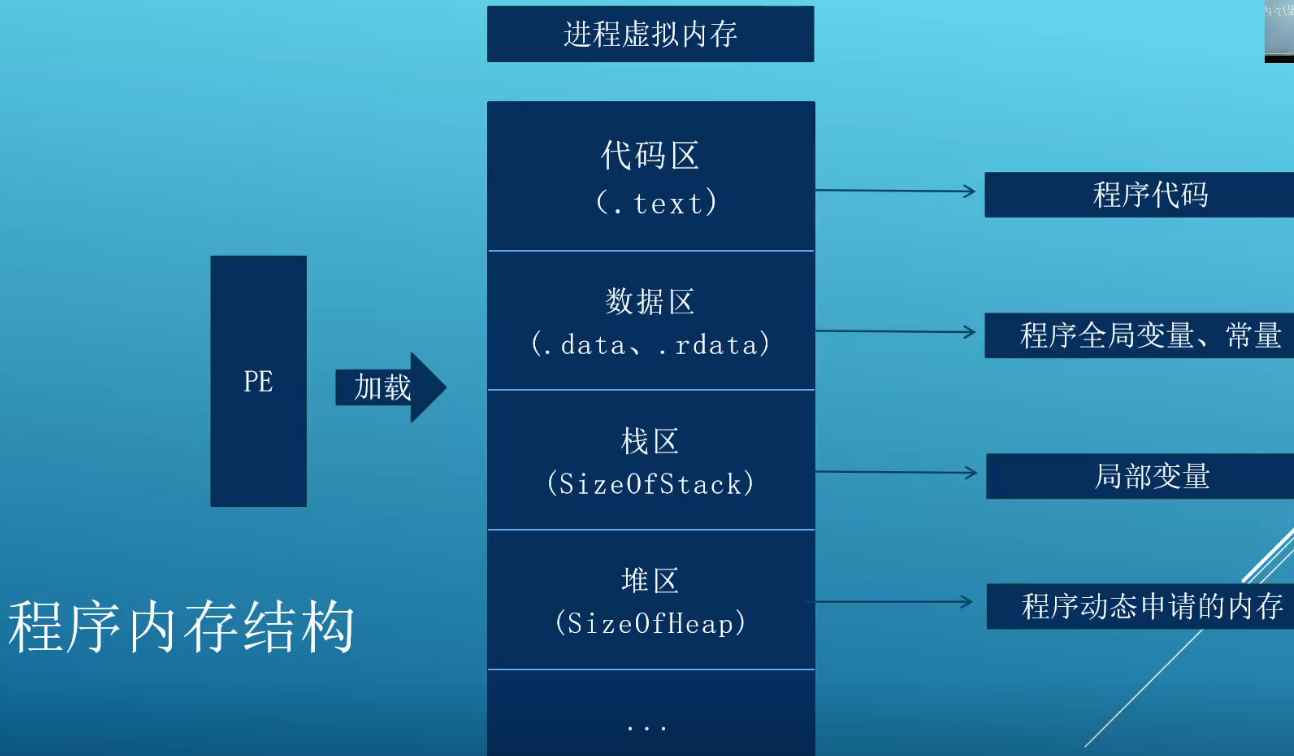 进程虚拟内存
代码区
(.text)
程序代码
数据区
(.data、.rdata)
程序全局变量、常量
PE
加载
栈区
(SizeOfStack)
局部变量
堆区
(SizeOfHeap)
程序动态申请的内存
程序内存结构
...